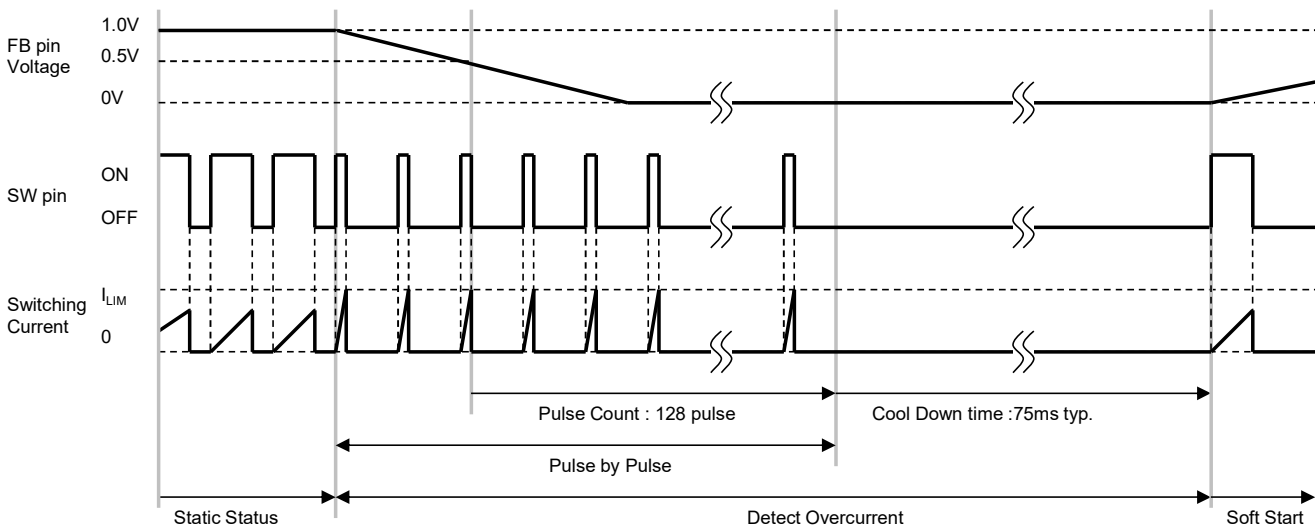 FB pin
Voltage
1.0V
0.5V
0V
SW pin
ON
OFF
Switching
Current
ILIM
0
Pulse Count : 128 pulse
Cool Down time :75ms typ.
Pulse by Pulse
Static Status
Detect Overcurrent
Soft Start